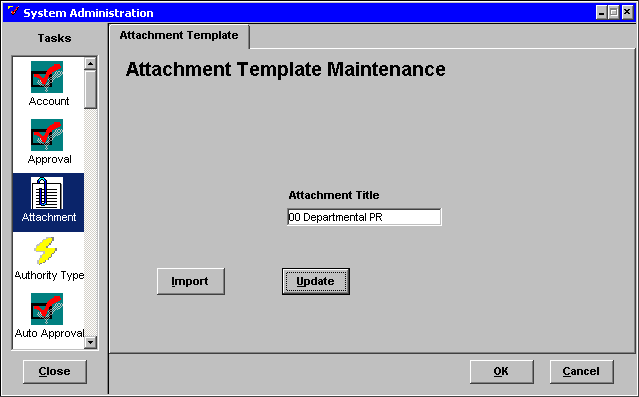 System Administration
Tasks
Account
Approval
Attachment
Authority Type
Auto Approval
Close
Attachment Template
Attachment Template Maintenance
Attachment Title
00 Departmental PR
Import
Update
OK
Cancel